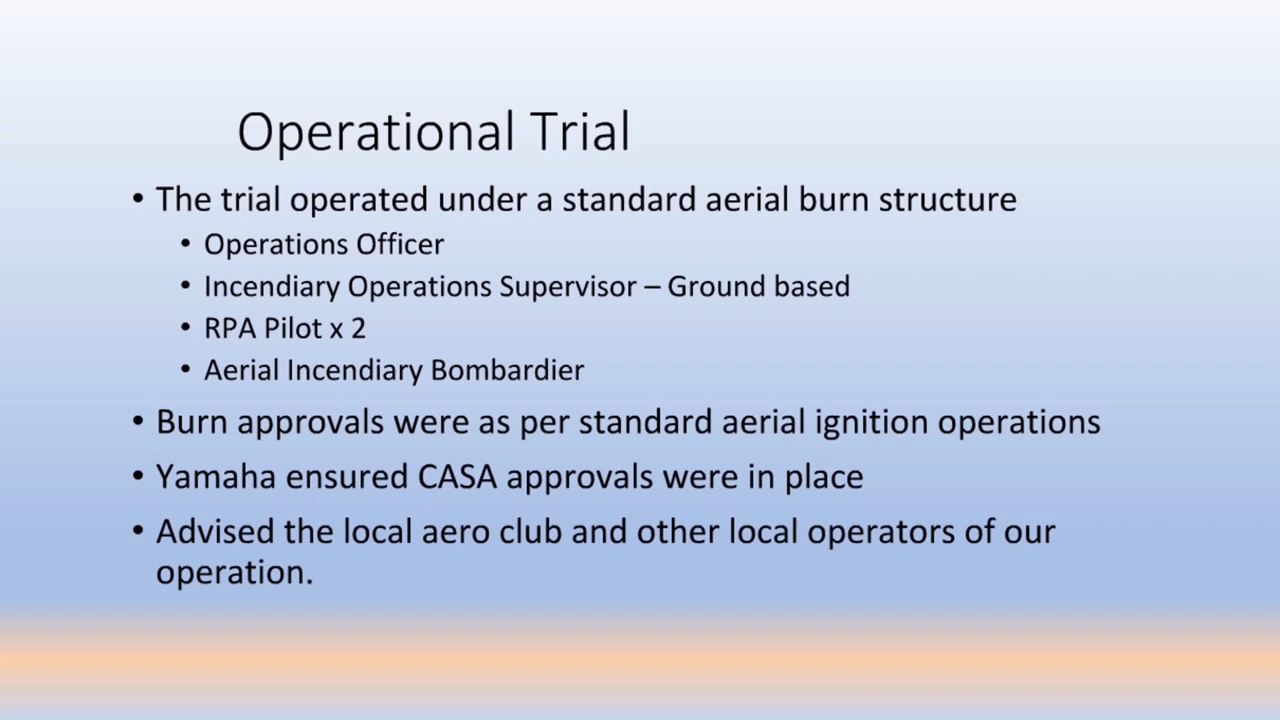 Operational Trial
• The trial operated under a standard aerial burn structure
• Operations Officer
• Incendiary Operations Supervisor – Ground based
• RPA Pilot x 2
• Aerial Incendiary Bombardier
• Burn approvals were as per standard aerial ignition operations
• Yamaha ensured CASA approvals were in place
• Advised the local aero club and other local operators of our
operation.